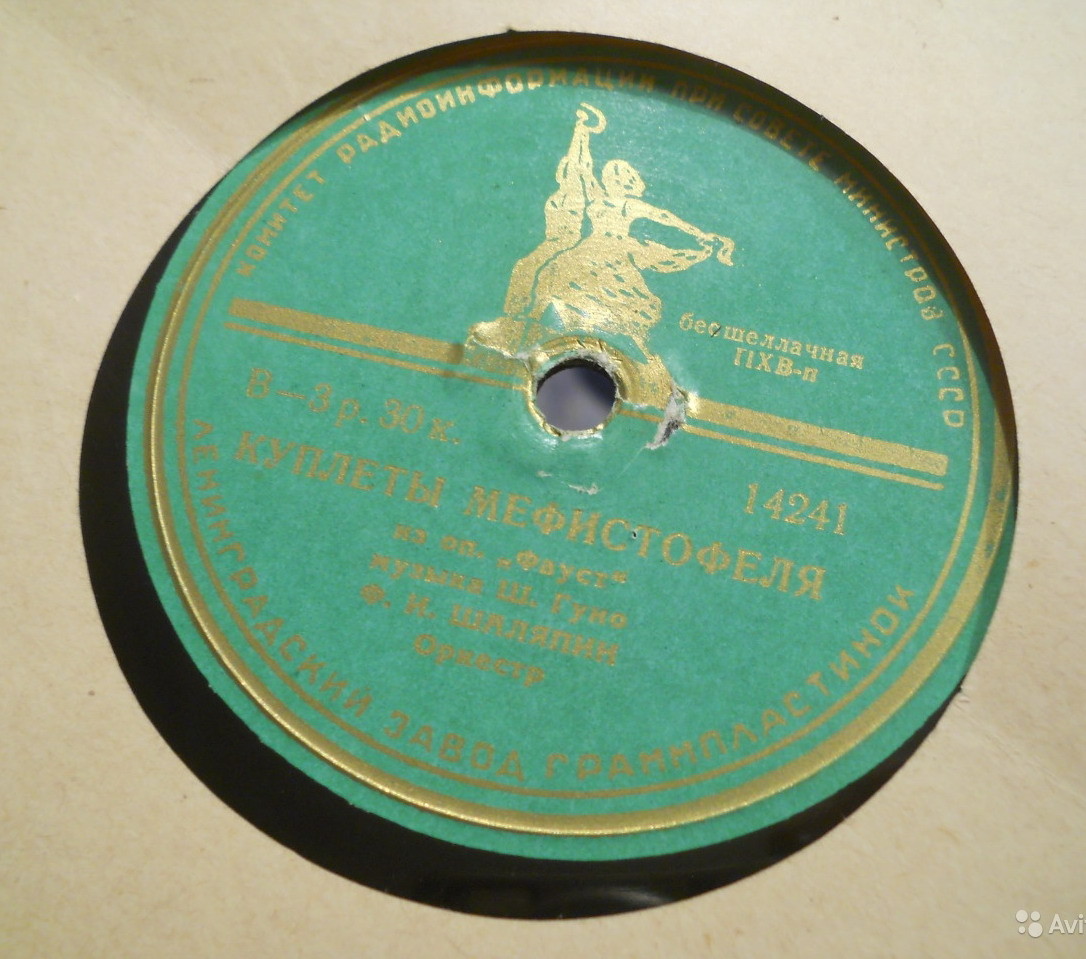 КОМИТЕТ РАДИОИНФОРМАЦИИ ПРИ СОВЕТЕ МИНИСТРОВ СССР
бесшеллачная
ПХВ-п
В—3 р. 30 к.
14241
КУПЛЕТЫ МЕФИСТОФЕЛЯ
из оп. „Фауст“
музыка Ш. Гуно
Ф. И. ШАЛЯПИН
Оркестр
ЛЕНИНГРАДСКИЙ ЗАВОД ГРАМПЛАСТИНОК
Avi